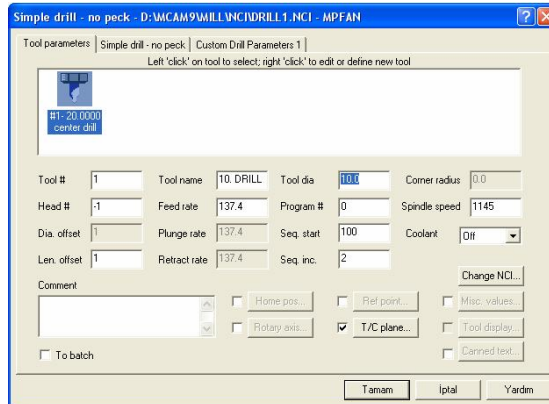 Simple drill - no peck - D:\MCAM9\MILL\NCI\DRILL1.NCI - MPFAN
Tool parameters Simple drill - no peck Custom Drill Parameters 1
Left 'click' on tool to select; right 'click' to edit or define new tool
#1- 20.0000
center drill
Tool # 1 Tool name 10. DRILL Tool dia 10.0 Corner radius 0.0
Head # -1 Feed rate 137.4 Program # 0 Spindle speed 1145
Dia. offset 1 Plunge rate 137.4 Seq. start 100 Coolant Off
Len. offset 1 Retract rate 137.4 Seq. inc. 2
Change NCI...
Comment
Home pos... Ref point... Misc. values...
Rotary axis... T/C plane... Tool display...
To batch Canned text...
Tamam İptal Yardım